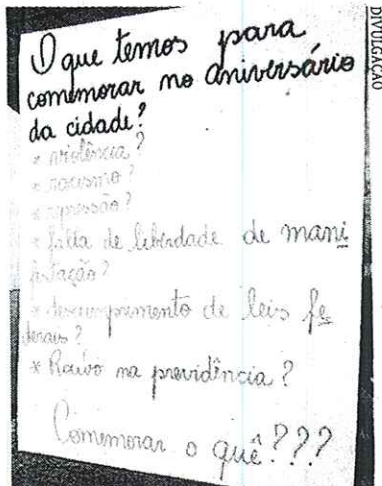 O que temos para
comemorar no aniversário
da cidade?
* violência?
* racismo?
* repressão?
* falta de liberdade de mani
festação?
* descumprimento de leis fe
derais?
* Roubo na previdência?
Comemorar o quê???
DIVULGAÇÃO